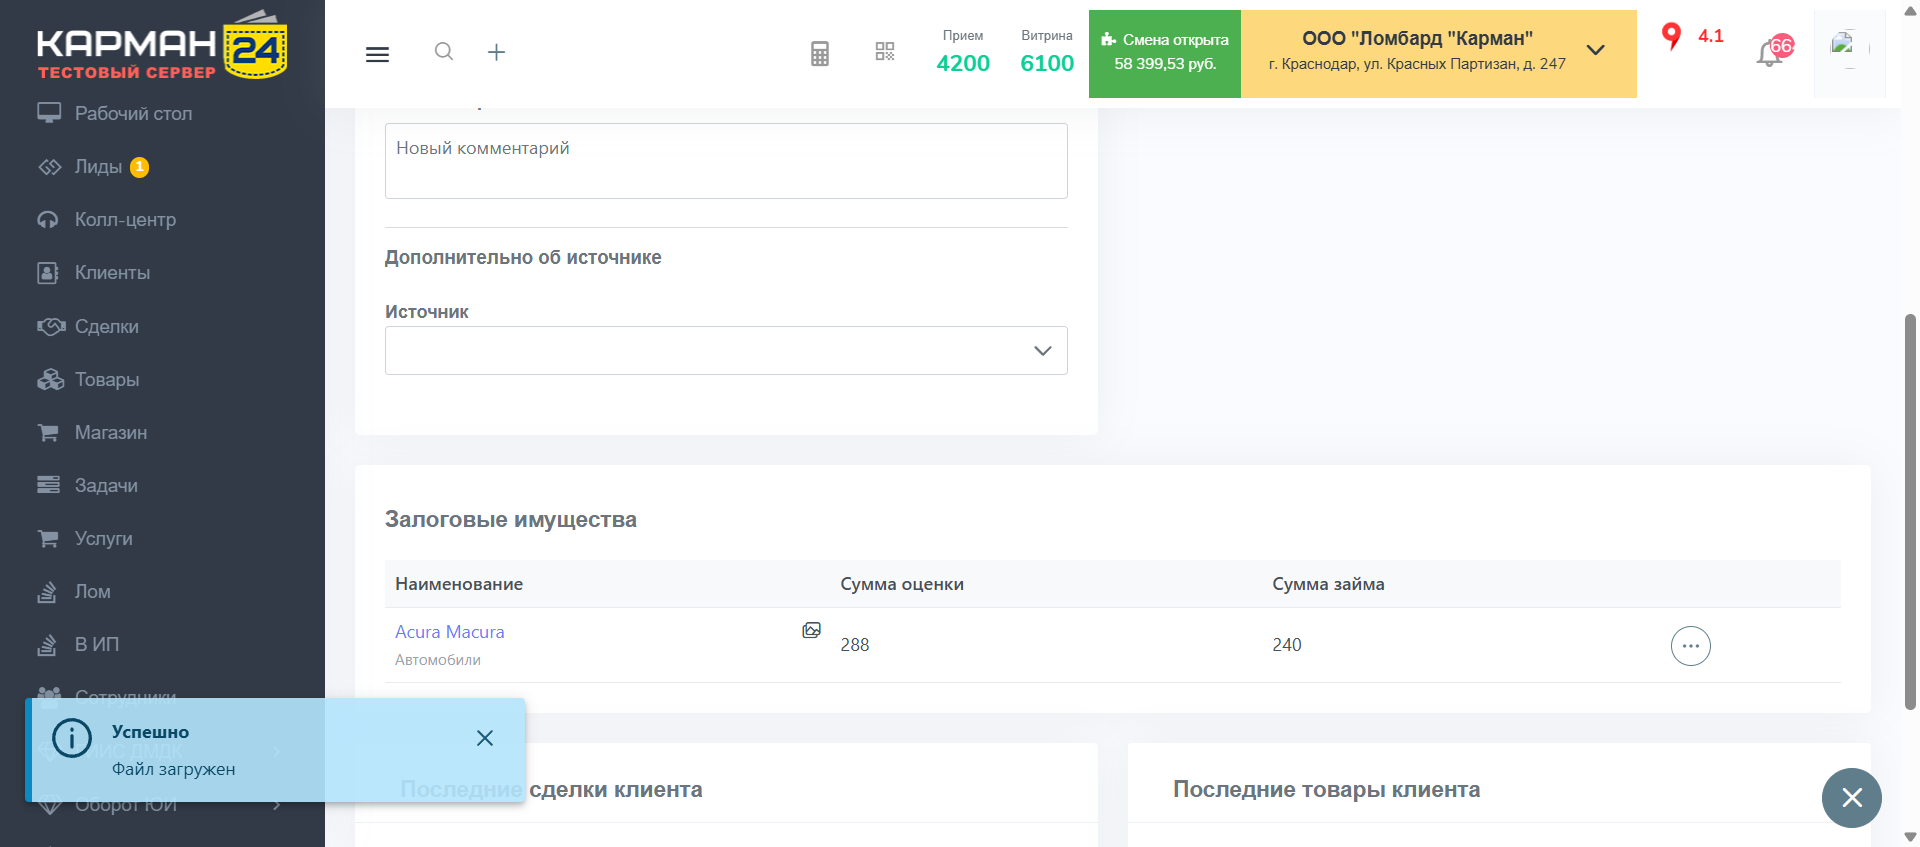 КАРМАН 24
ТЕСТОВЫЙ СЕРВЕР
Рабочий стол
Лиды 1
Колл-центр
Клиенты
Сделки
Товары
Магазин
Задачи
Услуги
Лом
В ИП
Сотрудники
ДМДК
Оборот ЮИ
Прием
4200
Витрина
6100
Смена открыта
58 399,53 руб.
ООО "Ломбард "Карман"
г. Краснодар, ул. Красных Партизан, д. 247
4.1
Новый комментарий
Дополнительно об источнике
Источник
Залоговые имущества
Наименование Сумма оценки Сумма займа
Acura Macura
Автомобили
288 240
Успешно
Файл загружен
Последние сделки клиента
Последние товары клиента